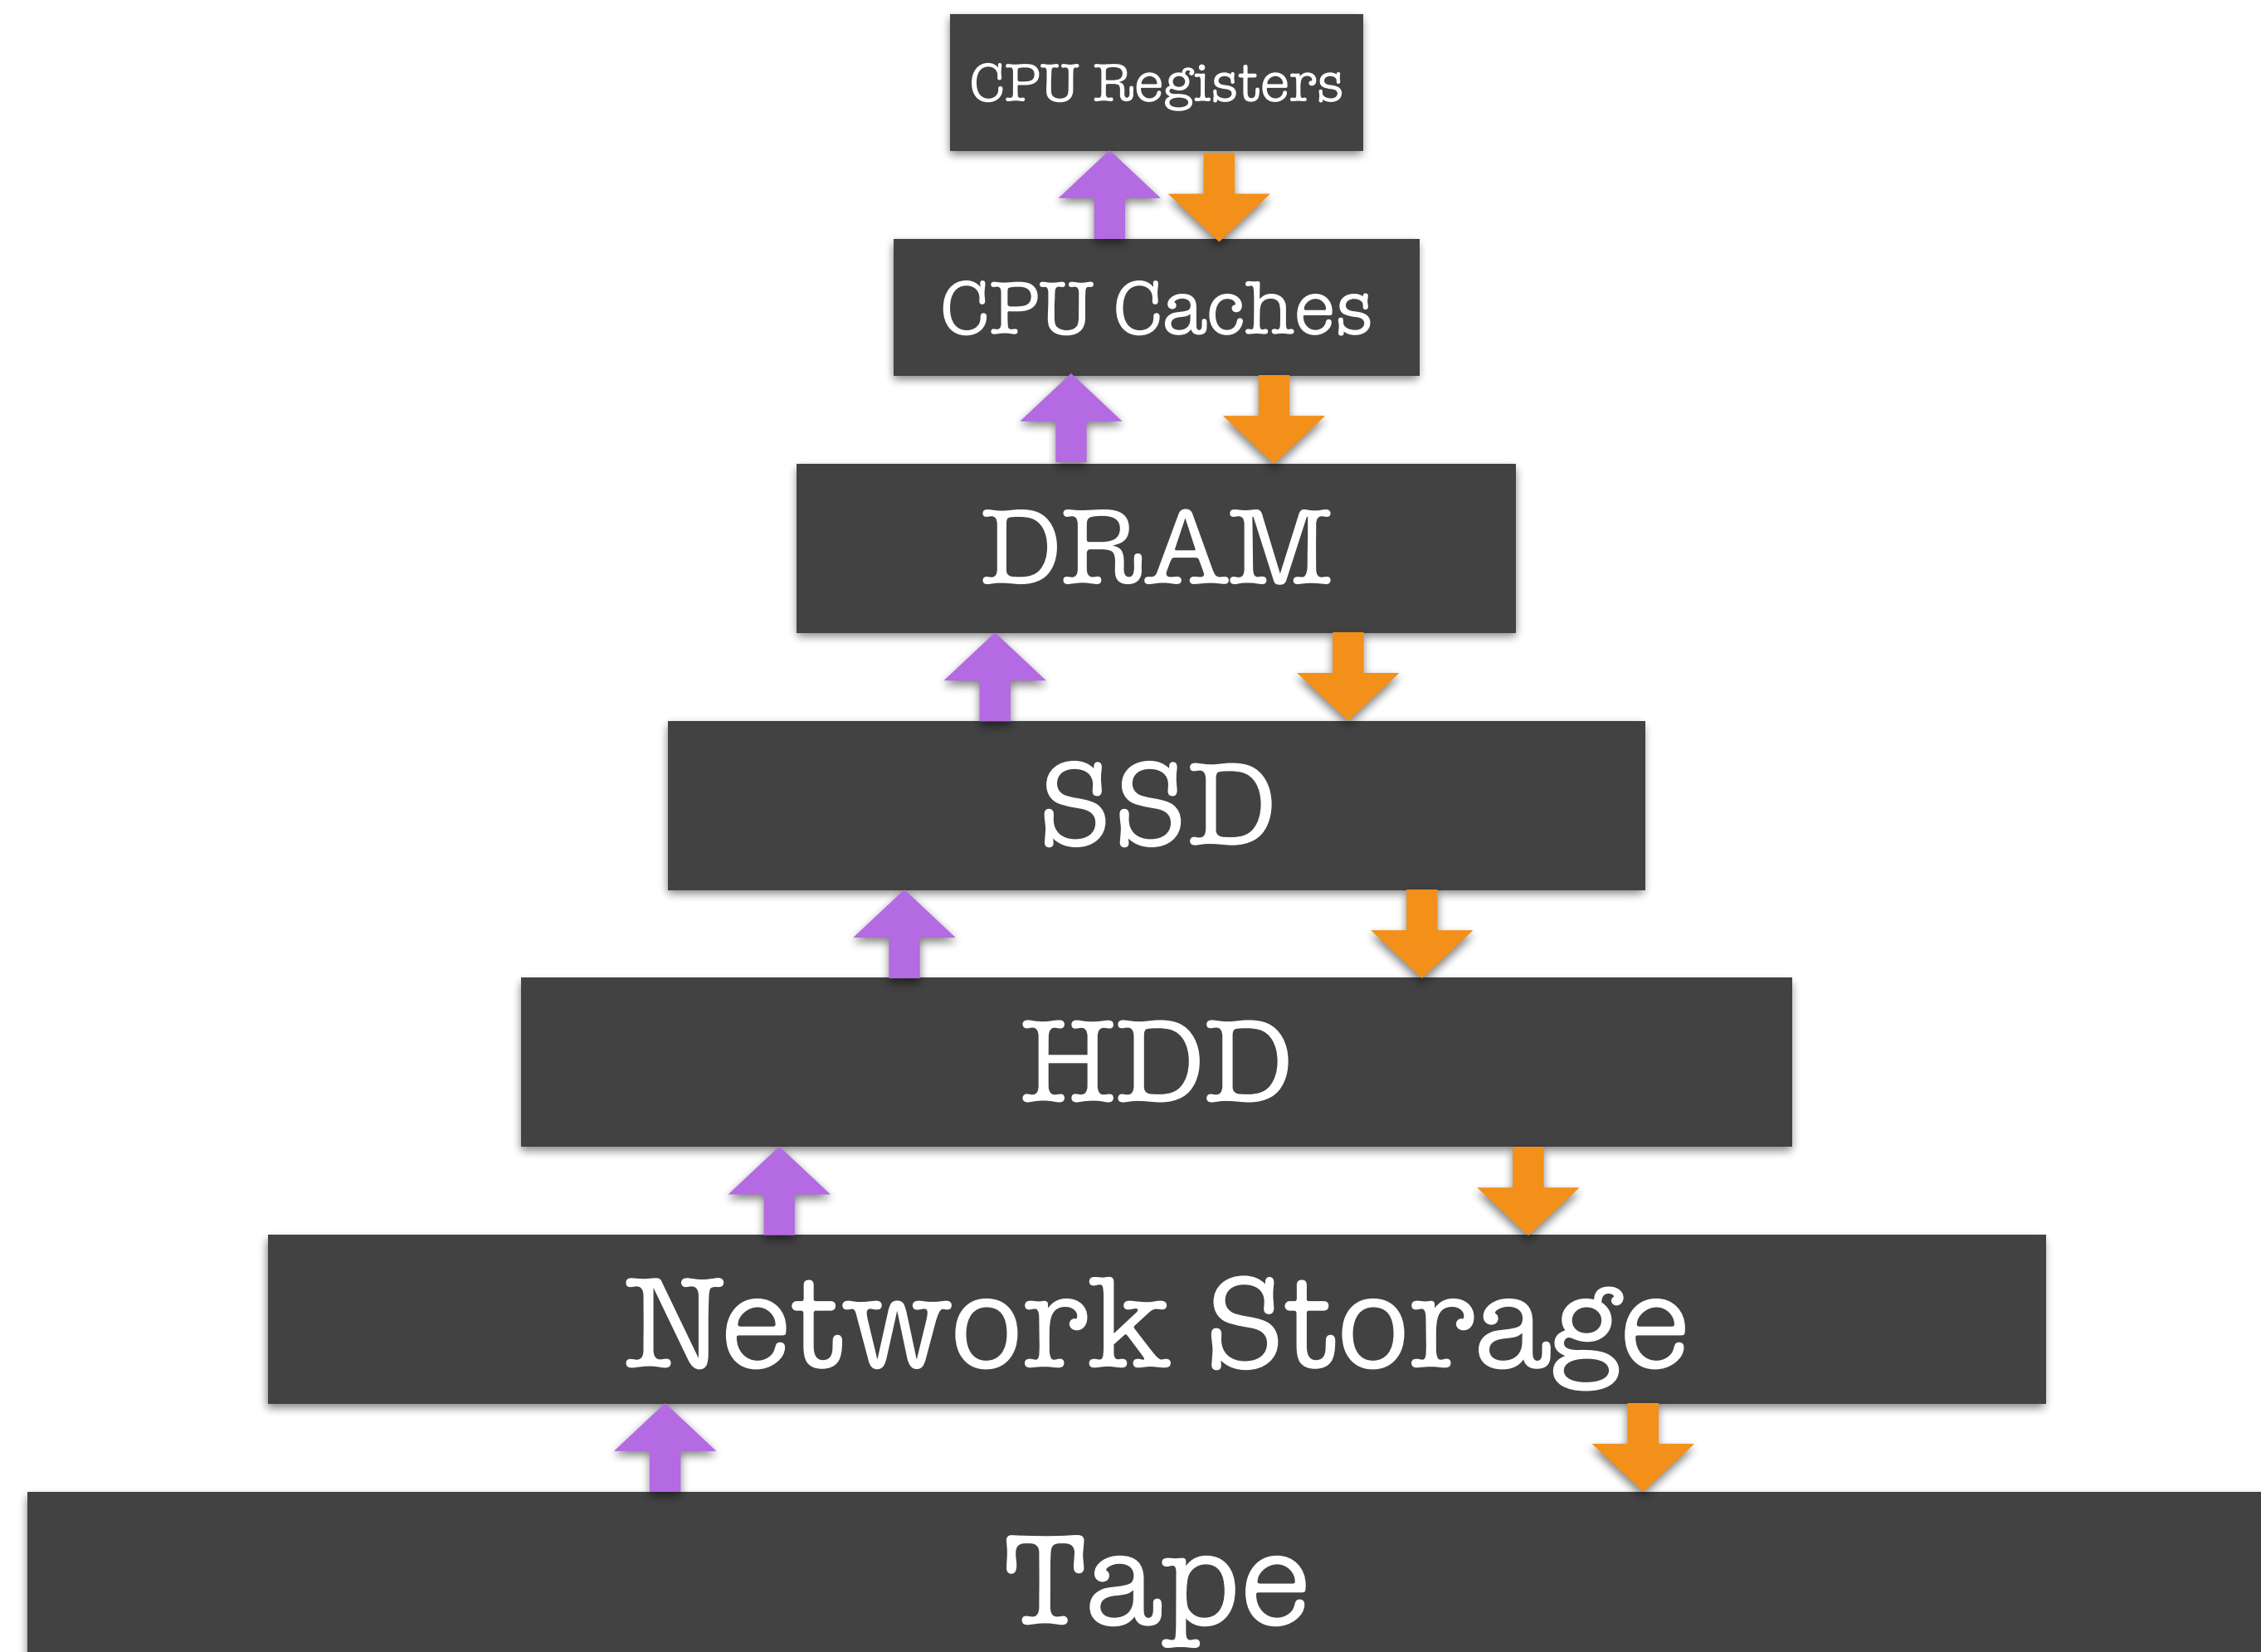 CPU Registers
CPU Caches
DRAM
SSD
HDD
Network Storage
Tape